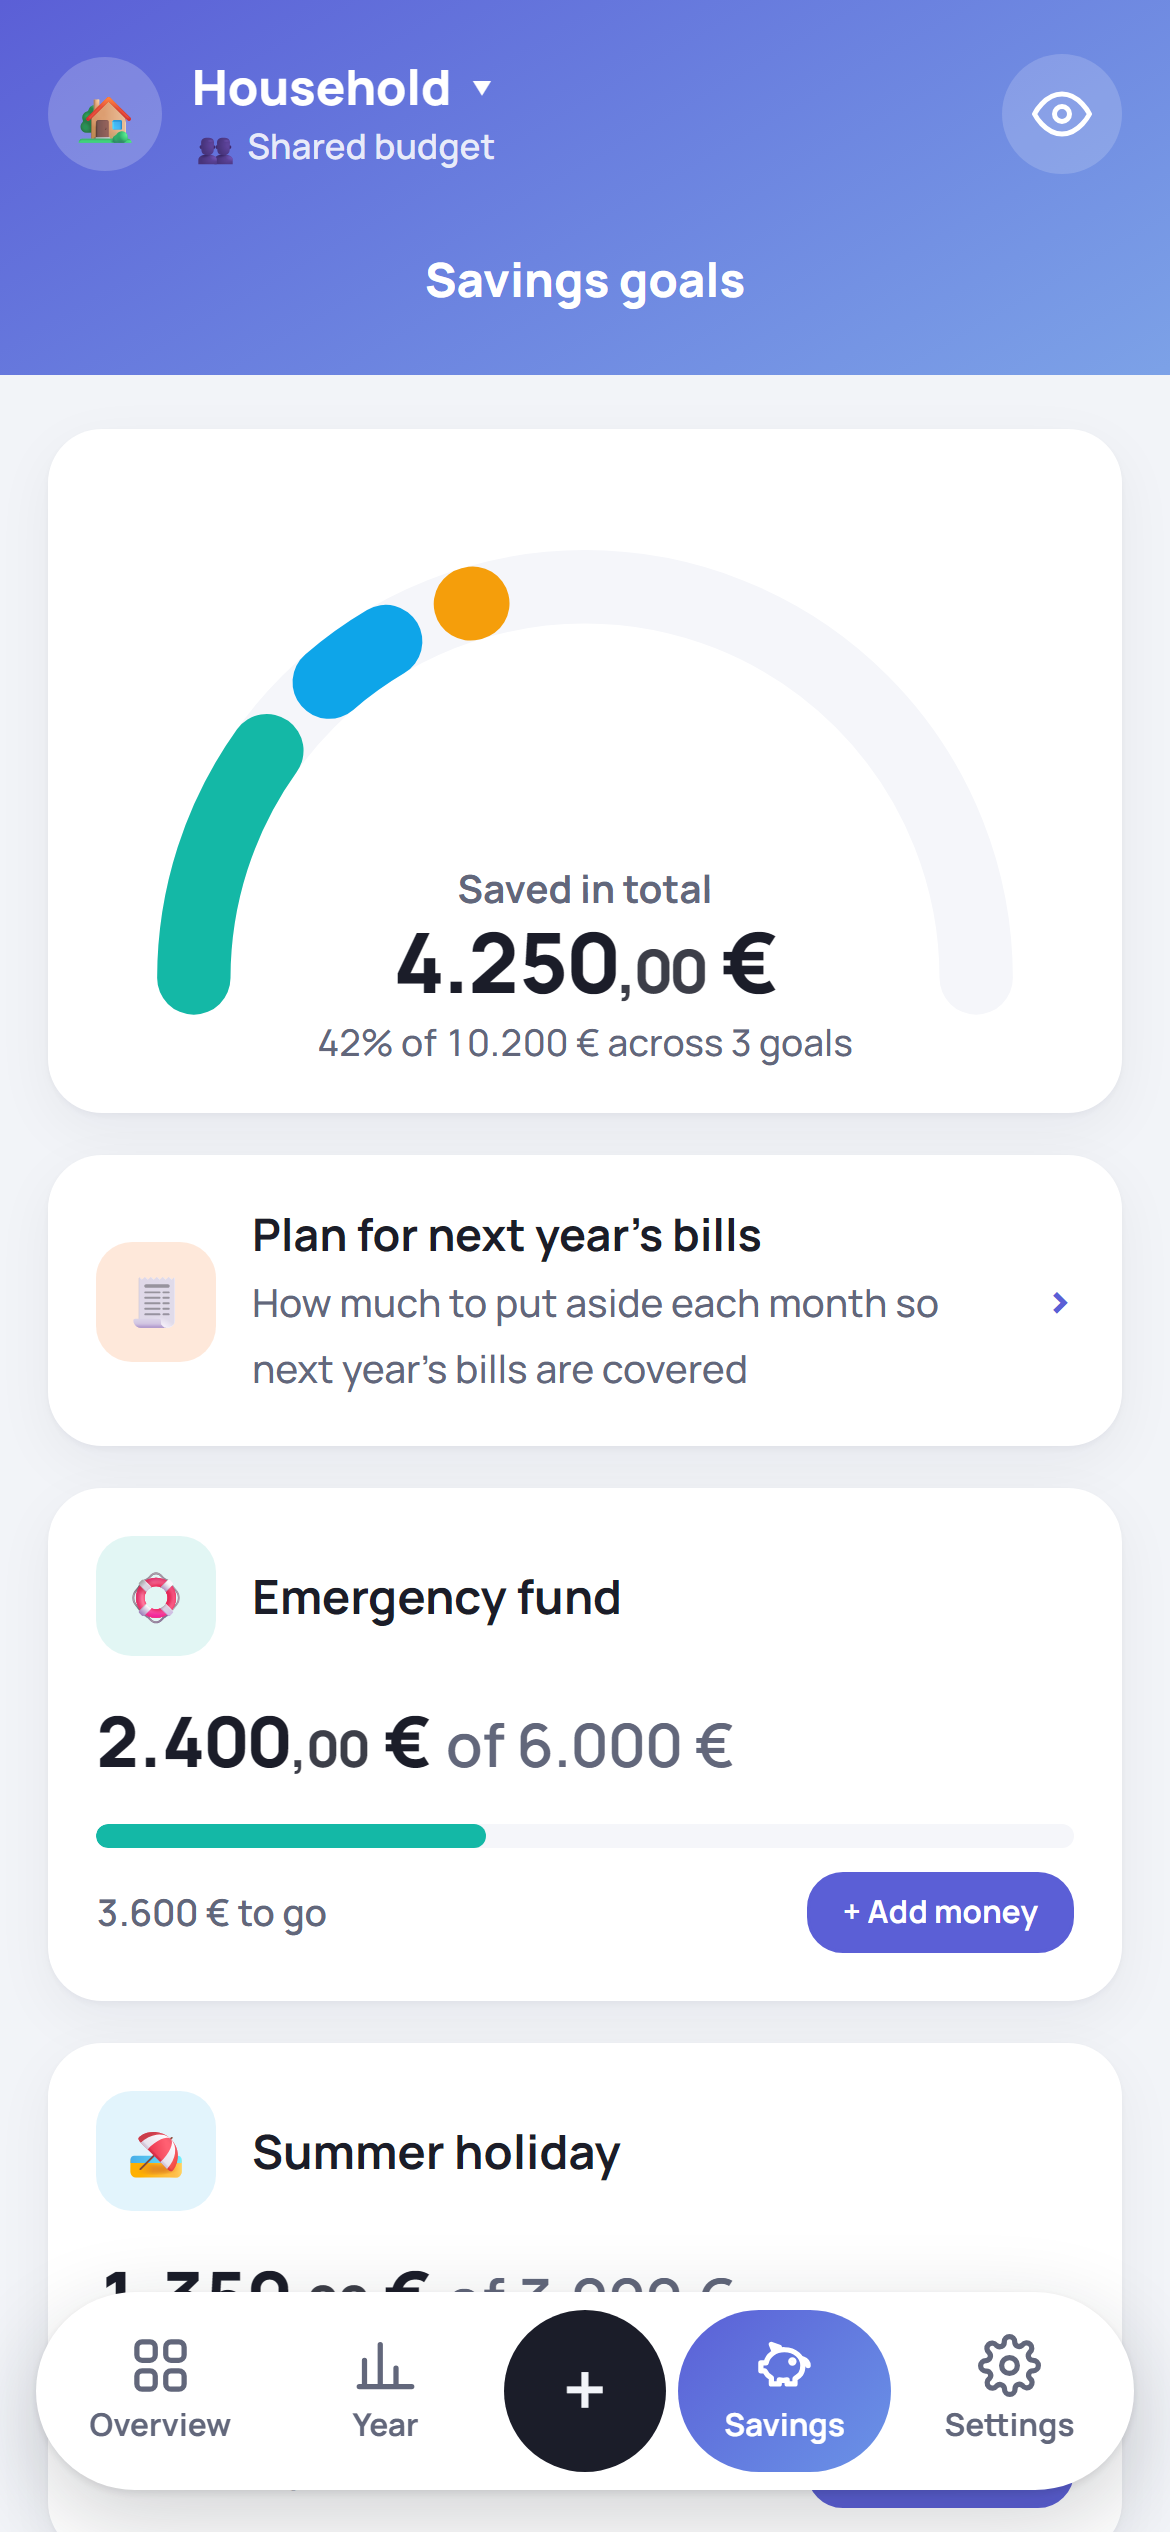 Household
Shared budget
Savings goals
Saved in total
4.250,00 €
42% of 10.200 € across 3 goals
Plan for next year's bills
How much to put aside each month so
next year's bills are covered
Emergency fund
2.400,00 € of 6.000 €
3.600 € to go
+ Add money
Summer holiday
+
Overview
Year
Savings
Settings